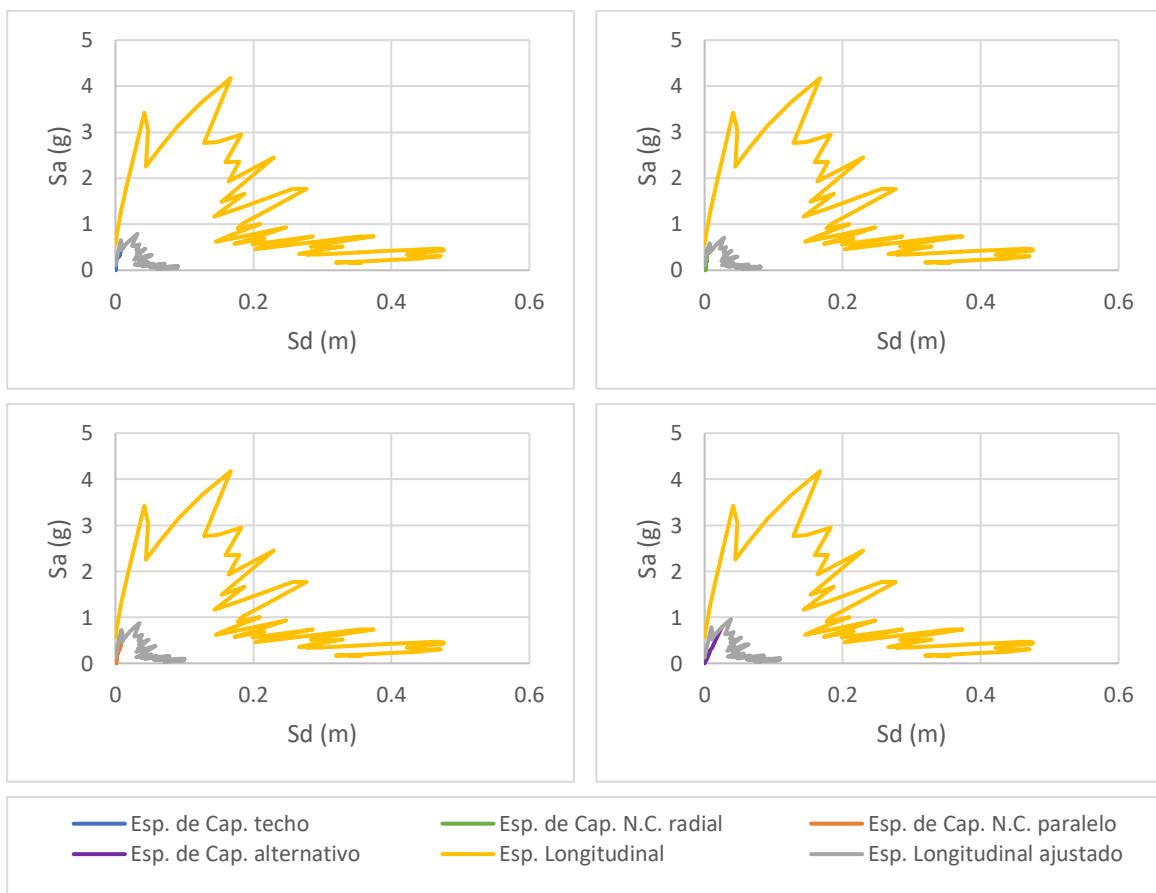 5
4
3
2
1
0
Sa (g)
0 0.2 0.4 0.6
Sd (m)
5
4
3
2
1
0
Sa (g)
0 0.2 0.4 0.6
Sd (m)
5
4
3
2
1
0
Sa (g)
0 0.2 0.4 0.6
Sd (m)
5
4
3
2
1
0
Sa (g)
0 0.2 0.4 0.6
Sd (m)
Esp. de Cap. techo Esp. de Cap. N.C. radial Esp. de Cap. N.C. paralelo
Esp. de Cap. alternativo Esp. Longitudinal Esp. Longitudinal ajustado